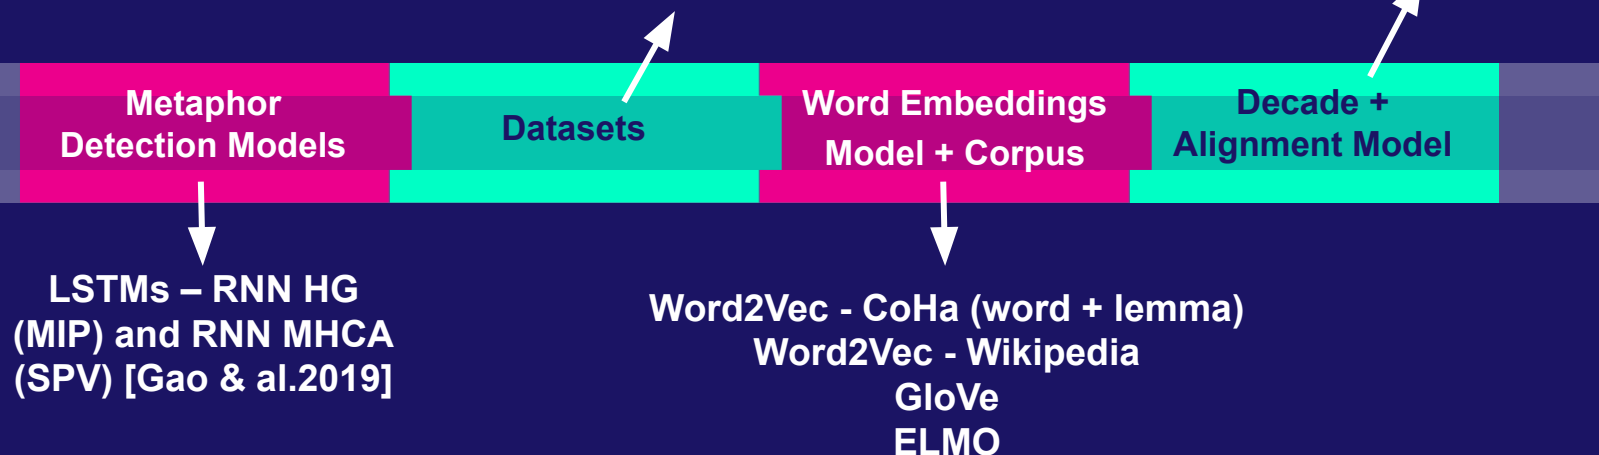 Metaphor
Detection Models
Datasets
Word Embeddings
Model + Corpus
Decade +
Alignment Model
LSTMs – RNN HG
(MIP) and RNN MHCA
(SPV) [Gao & al.2019]
Word2Vec - CoHa (word + lemma)
Word2Vec - Wikipedia
GloVe
ELMO